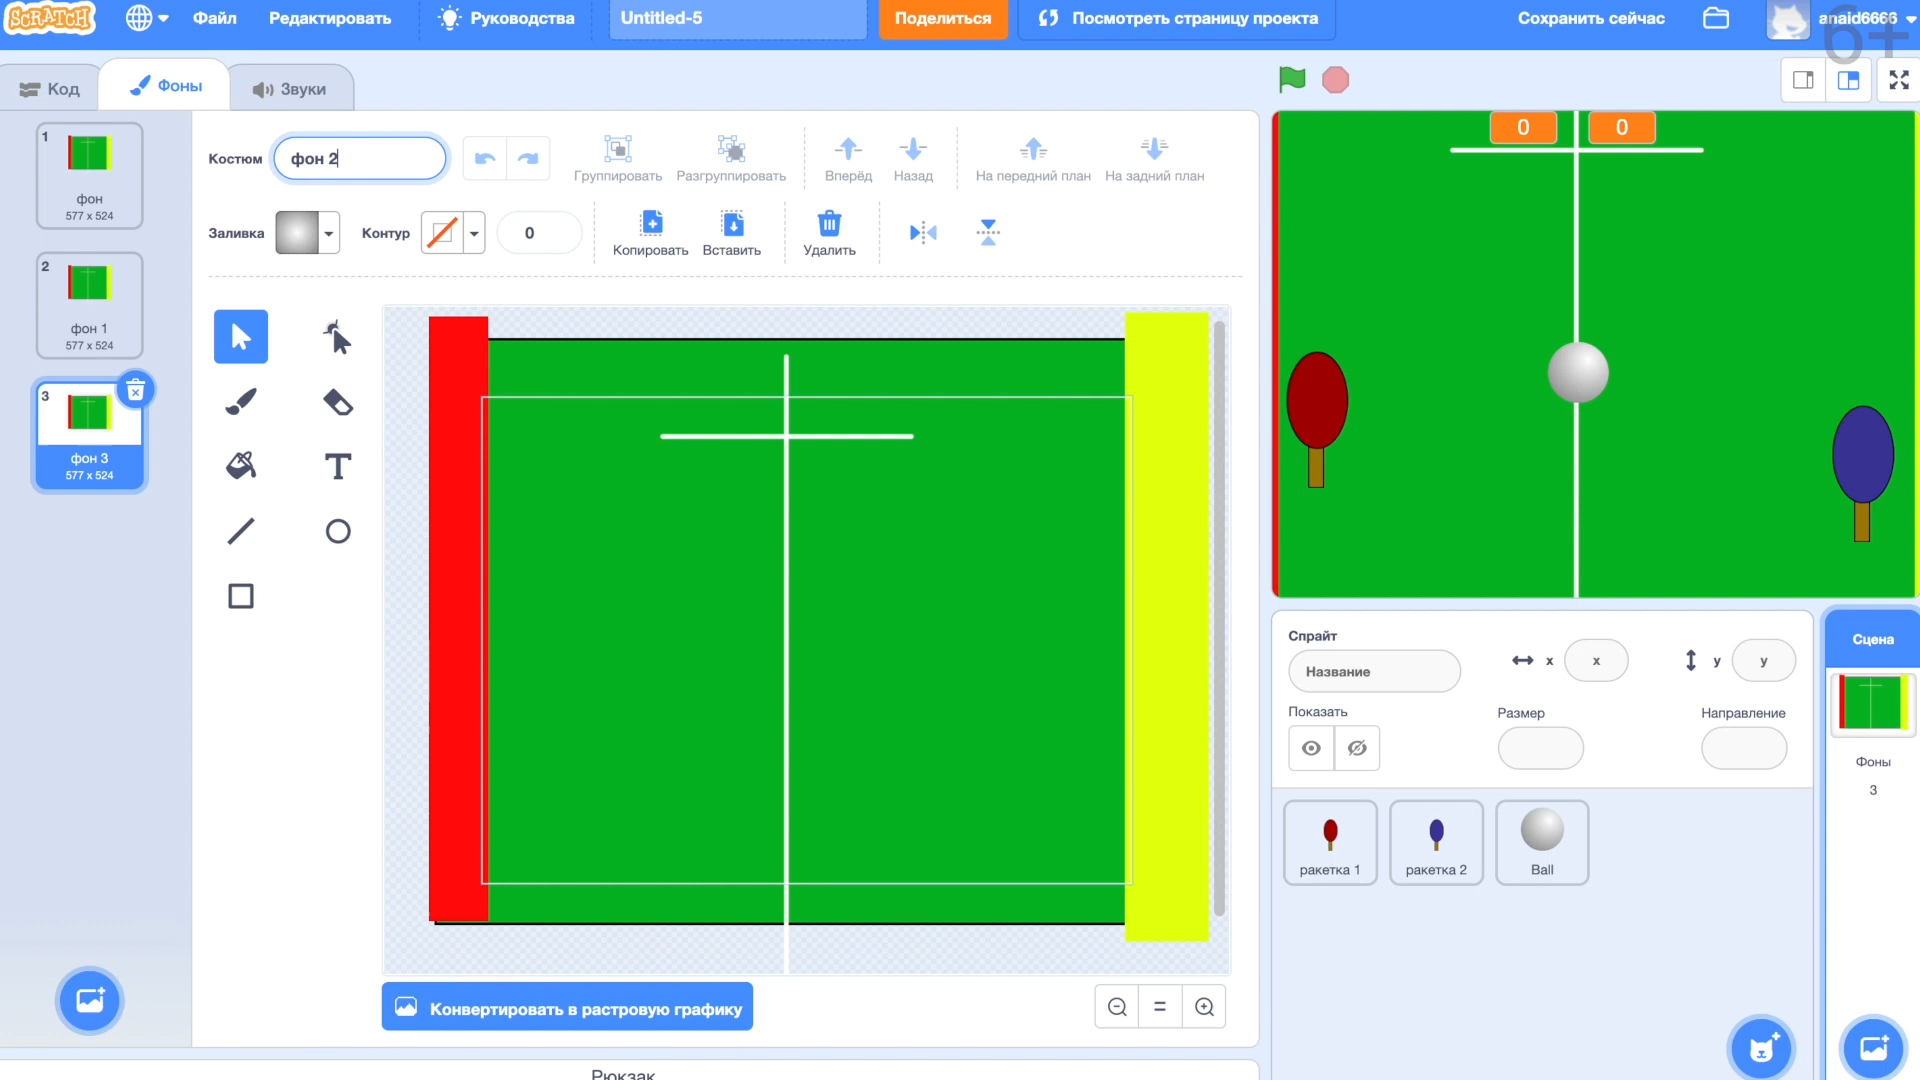 SCRATCH
Файл
Редактировать
Руководства
Untitled-5
Поделиться
Посмотреть страницу проекта
Сохранить сейчас
anaid6666
6+
Код
Фоны
Звуки
1
фон
577 x 524
2
фон 1
577 x 524
3
фон 3
577 x 524
Костюм
фон 2
Группировать
Разгруппировать
Вперёд
Назад
На передний план
На задний план
Заливка
Контур
0
Копировать
Вставить
Удалить
T
Конвертировать в растровую графику
=
Рюкзак
0
0
Спрайт
Название
x
x
y
y
Показать
Размер
Направление
ракетка 1
ракетка 2
Ball
Сцена
Фоны
3